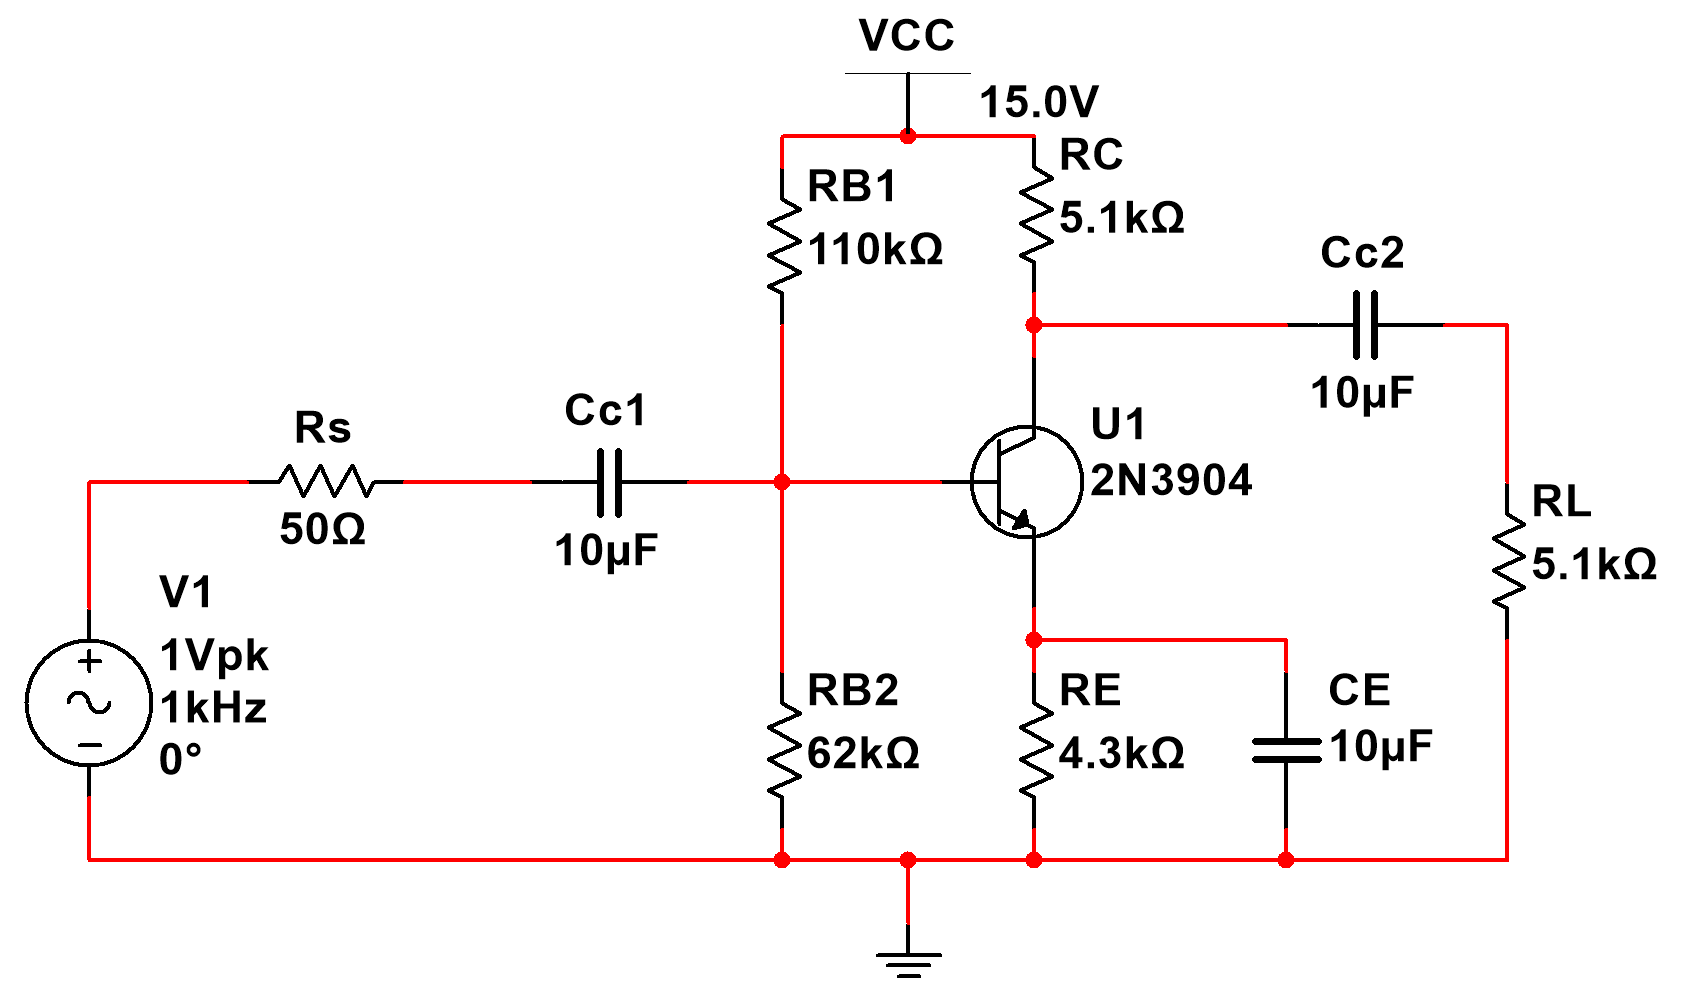 VCC
15.0V
RC
5.1kΩ
RB1
110kΩ
Cc2
10µF
Rs
50Ω
Cc1
10µF
U1
2N3904
RL
5.1kΩ
V1
1Vpk
1kHz
0°
RB2
62kΩ
RE
4.3kΩ
CE
10µF